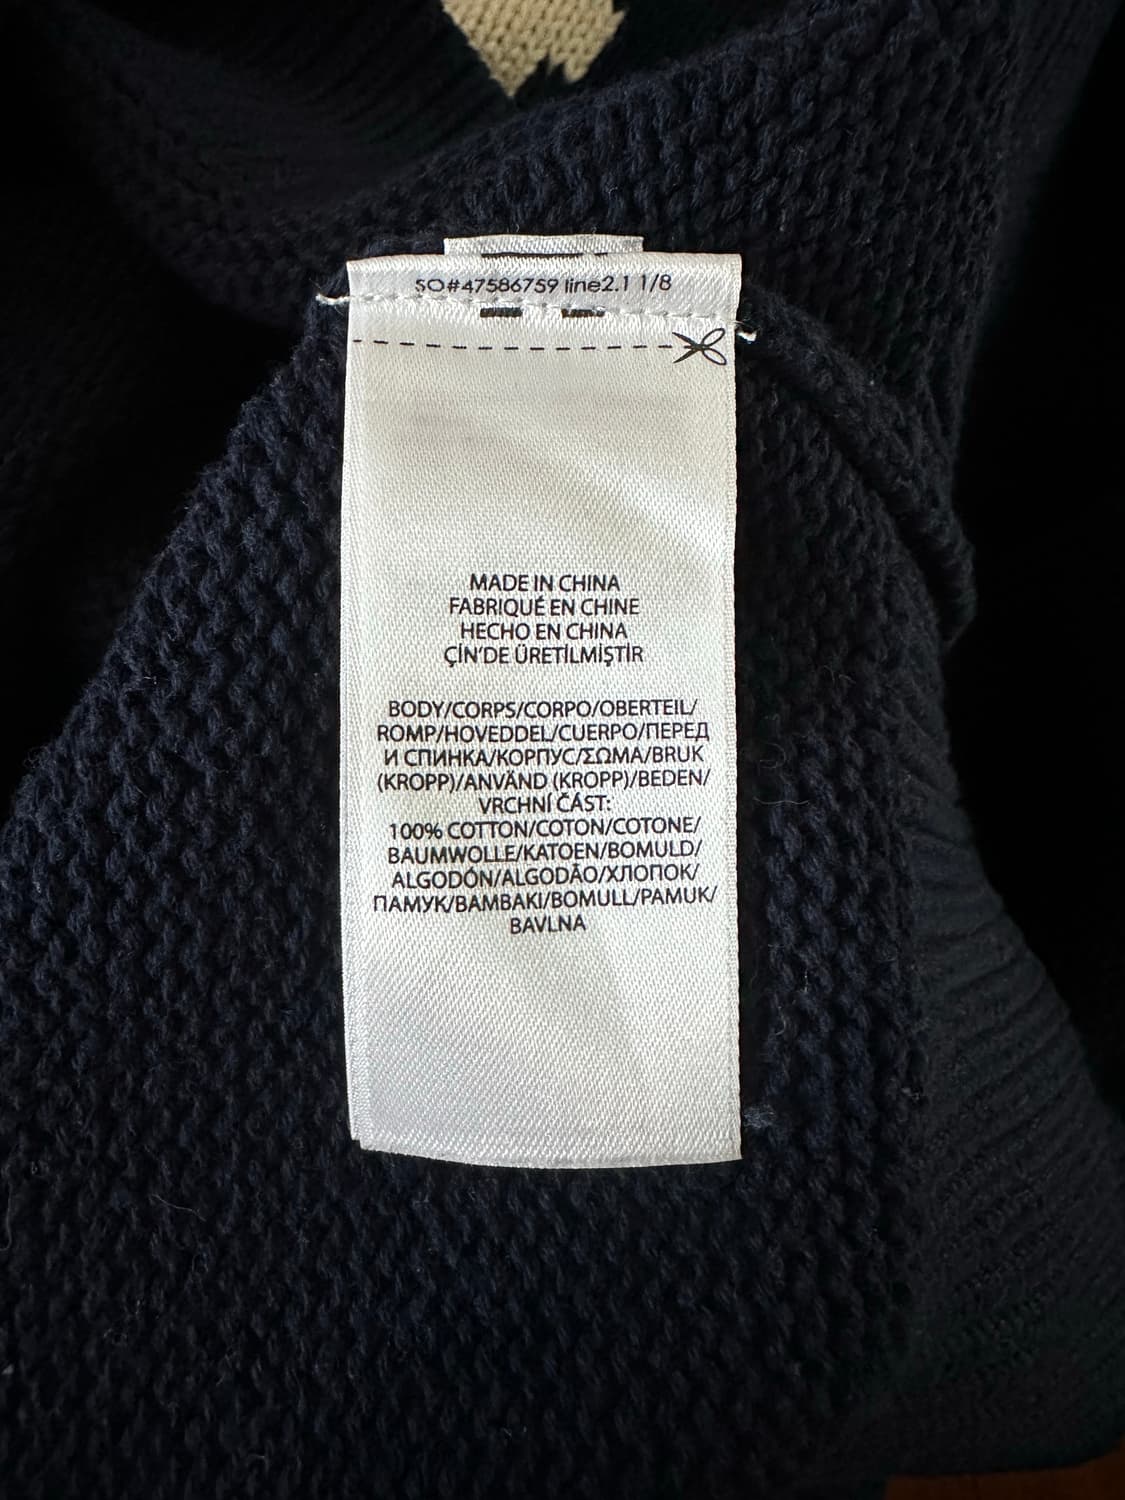 SO#47586759 line2.1 1/8
MADE IN CHINA
FABRIQUÉ EN CHINE
HECHO EN CHINA
ÇİN'DE ÜRETİLMİŞTİR
BODY/CORPS/CORPO/OBERTEIL/
ROMP/HOVEDDEL/CUERPO/ПЕРЕД
И СПИНКА/КОРПУС/ΣΩΜΑ/BRUK
(KROPP)/ANVÄND (KROPP)/BEDEN/
VRCHNÍ ČÁST:
100% COTTON/COTON/COTONE/
BAUMWOLLE/KATOEN/BOMULD/
ALGODÓN/ALGODÃO/ХЛОПОК/
ПАМУК/ΒΑΜΒΑΚΙ/BOMULL/PAMUK/
BAVLNA